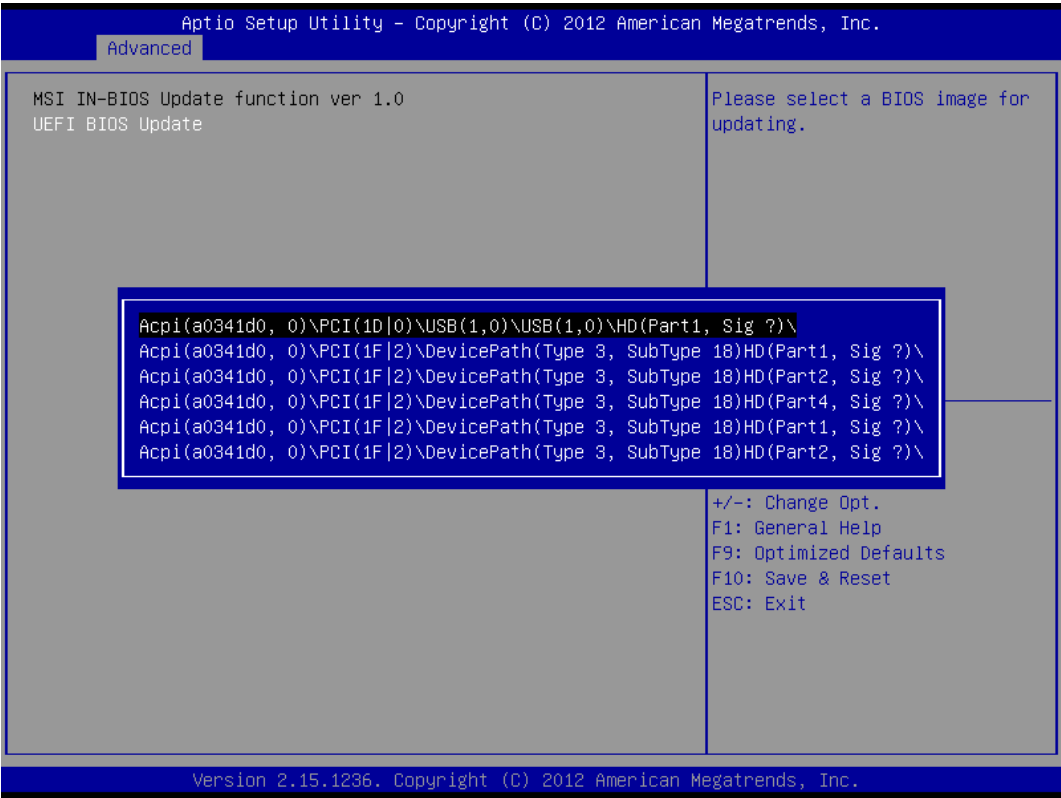 Aptio Setup Utility – Copyright (C) 2012 American Megatrends, Inc.
Advanced
MSI IN-BIOS Update function ver 1.0
UEFI BIOS Update
Please select a BIOS image for
updating.
Acpi(a0341d0, 0)\PCI(1D|0)\USB(1,0)\USB(1,0)\HD(Part1, Sig ?)\
Acpi(a0341d0, 0)\PCI(1F|2)\DevicePath(Type 3, SubType 18)HD(Part1, Sig ?)\
Acpi(a0341d0, 0)\PCI(1F|2)\DevicePath(Type 3, SubType 18)HD(Part2, Sig ?)\
Acpi(a0341d0, 0)\PCI(1F|2)\DevicePath(Type 3, SubType 18)HD(Part4, Sig ?)\
Acpi(a0341d0, 0)\PCI(1F|2)\DevicePath(Type 3, SubType 18)HD(Part1, Sig ?)\
Acpi(a0341d0, 0)\PCI(1F|2)\DevicePath(Type 3, SubType 18)HD(Part2, Sig ?)\
+/-: Change Opt.
F1: General Help
F9: Optimized Defaults
F10: Save & Reset
ESC: Exit
Version 2.15.1236. Copyright (C) 2012 American Megatrends, Inc.